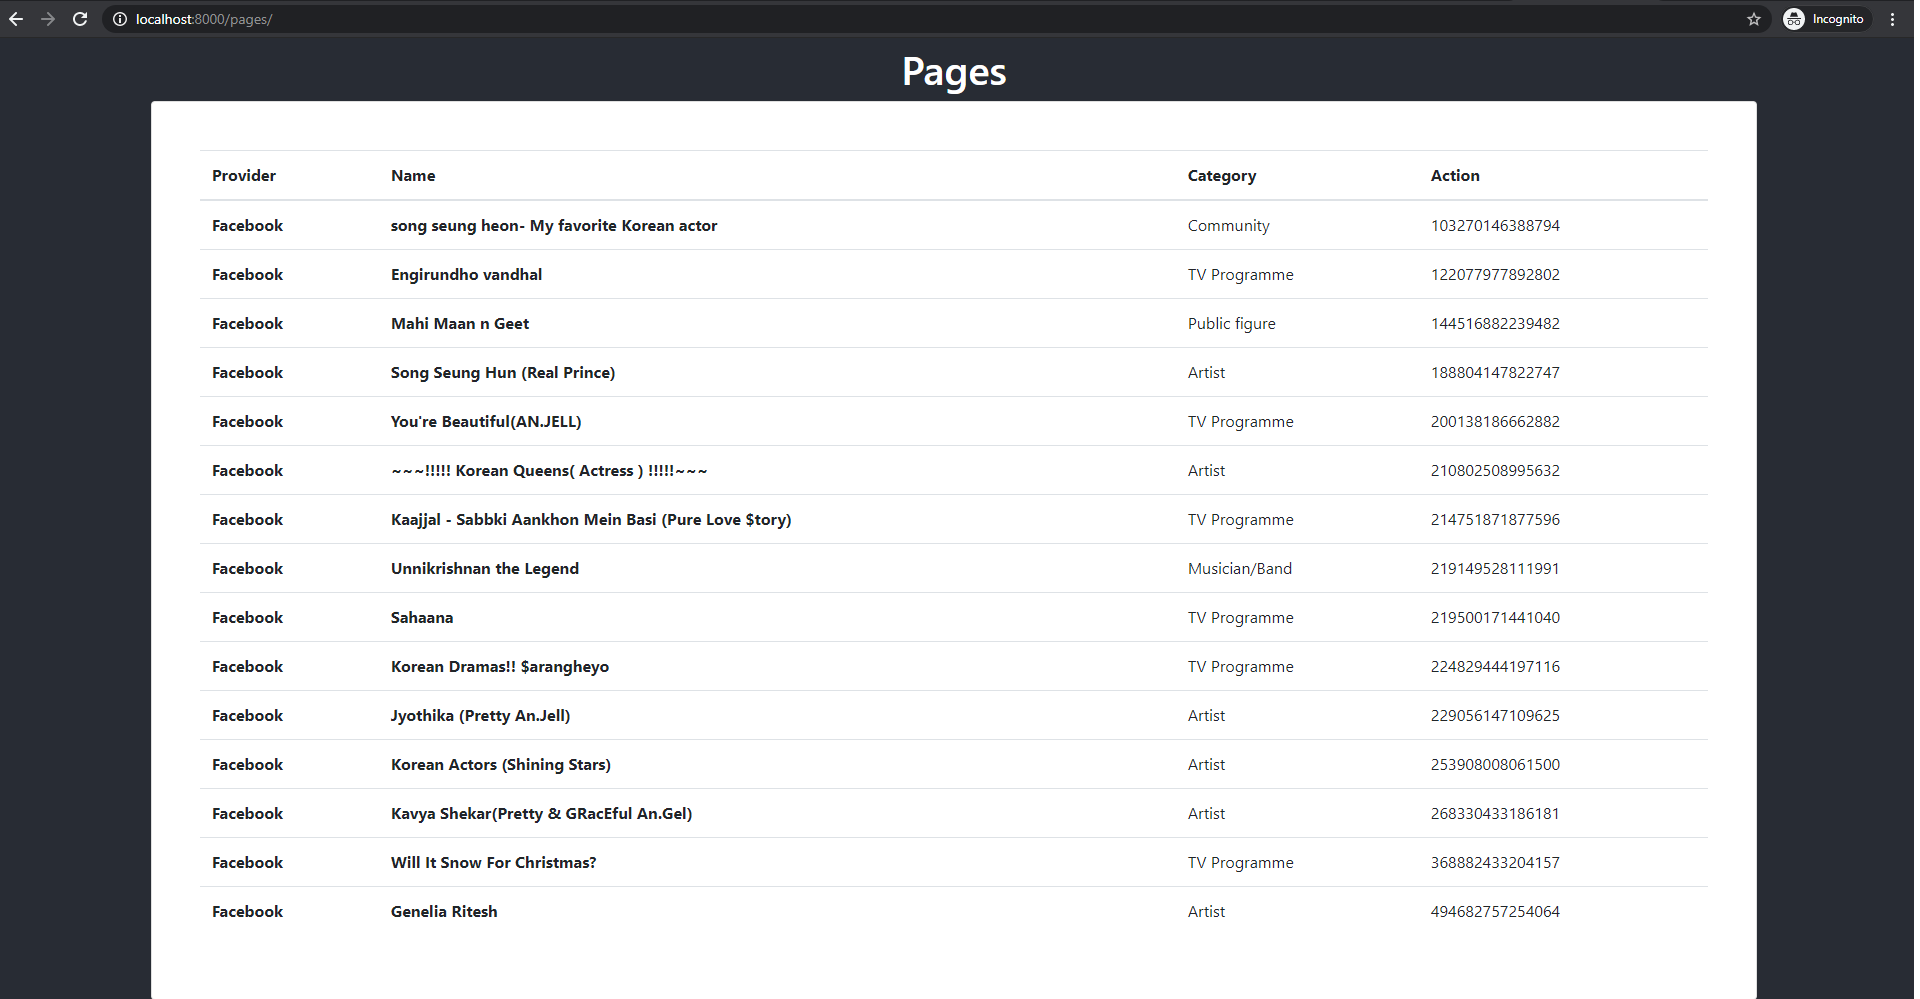 localhost:8000/pages/ Incognito
Pages
Provider Name Category Action
Facebook song seung heon- My favorite Korean actor Community 103270146388794
Facebook Engirundho vandhal TV Programme 122077977892802
Facebook Mahi Maan n Geet Public figure 144516882239482
Facebook Song Seung Hun (Real Prince) Artist 188804147822747
Facebook You're Beautiful(AN.JELL) TV Programme 200138186662882
Facebook ~~~!!!!! Korean Queens( Actress ) !!!!!~~~ Artist 210802508995632
Facebook Kaajjal - Sabbki Aankhon Mein Basi (Pure Love $tory) TV Programme 214751871877596
Facebook Unnikrishnan the Legend Musician/Band 219149528111991
Facebook Sahaana TV Programme 219500171441040
Facebook Korean Dramas!! $arangheyo TV Programme 224829444197116
Facebook Jyothika (Pretty An.Jell) Artist 229056147109625
Facebook Korean Actors (Shining Stars) Artist 253908008061500
Facebook Kavya Shekar(Pretty & GRacEful An.Gel) Artist 268330433186181
Facebook Will It Snow For Christmas? TV Programme 368882433204157
Facebook Genelia Ritesh Artist 494682757254064